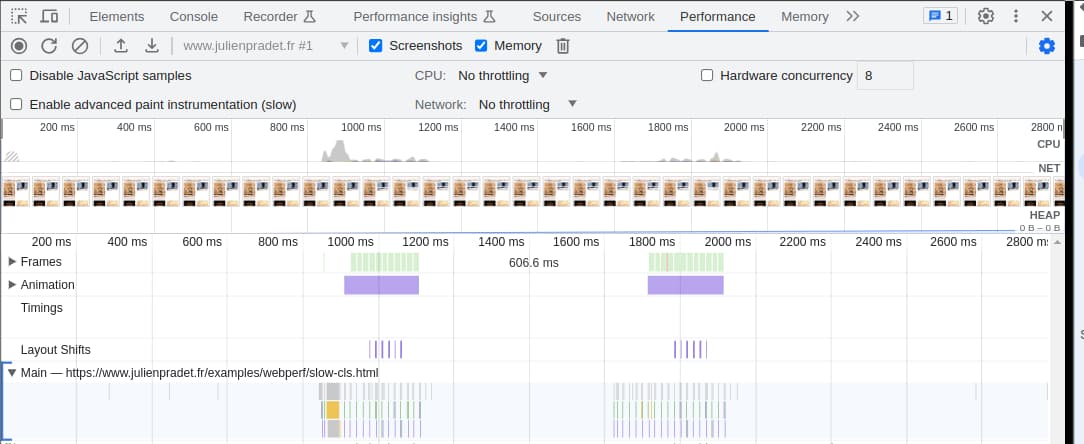 Elements Console Recorder Performance insights Sources Network Performance Memory 1
www.julienpradet.fr #1 Screenshots Memory
Disable JavaScript samples CPU: No throttling Hardware concurrency 8
Enable advanced paint instrumentation (slow) Network: No throttling
200 ms 400 ms 600 ms 800 ms 1000 ms 1200 ms 1400 ms 1600 ms 1800 ms 2000 ms 2200 ms 2400 ms 2600 ms 2800 n
CPU
NET
HEAP
0 B – 0 B
200 ms 400 ms 600 ms 800 ms 1000 ms 1200 ms 1400 ms 1600 ms 1800 ms 2000 ms 2200 ms 2400 ms 2600 ms 2800 ms
Frames 606.6 ms
Animation
Timings
Layout Shifts
Main — https://www.julienpradet.fr/examples/webperf/slow-cls.html